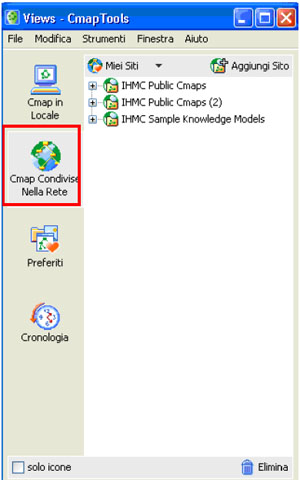 Views - CmapTools
File Modifica Strumenti Finestra Aiuto
Miei Siti Aggiungi Sito
Cmap in
Locale
IHMC Public Cmaps
IHMC Public Cmaps (2)
IHMC Sample Knowledge Models
Cmap Condivise
Nella Rete
Preferiti
Cronologia
solo icone Elimina